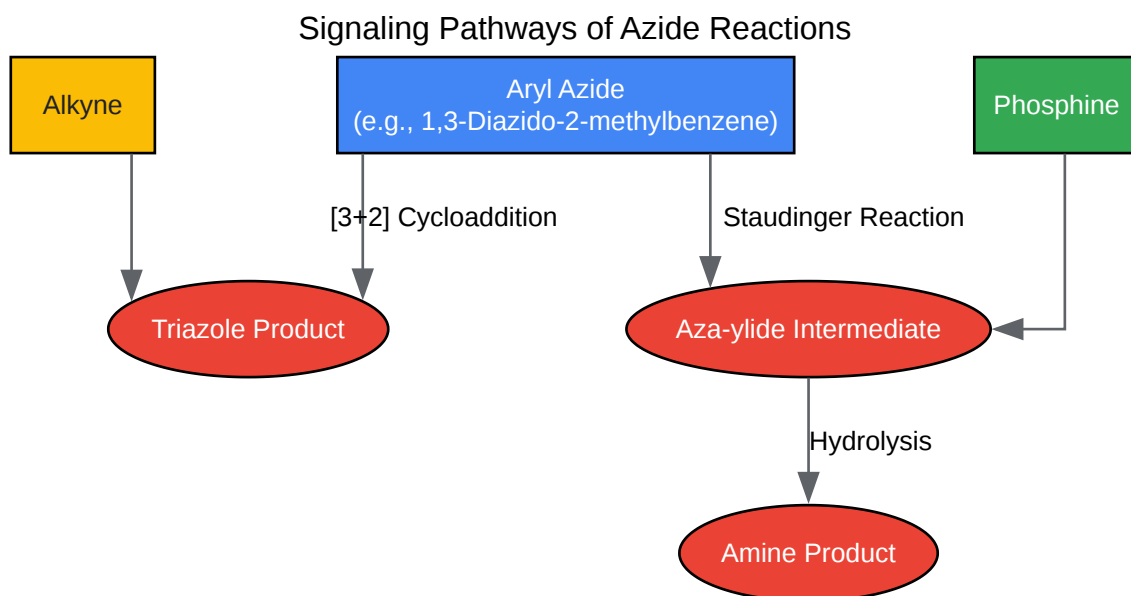 Signaling Pathways of Azide Reactions
Alkyne
Aryl Azide
(e.g., 1,3-Diazido-2-methylbenzene)
Phosphine
[3+2] Cycloaddition
Staudinger Reaction
Triazole Product
Aza-ylide Intermediate
Hydrolysis
Amine Product